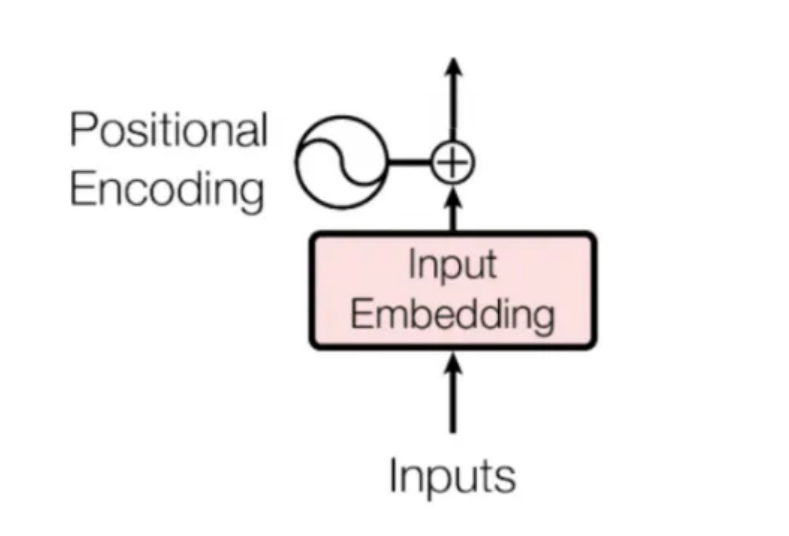 Positional
Encoding
Input
Embedding
Inputs